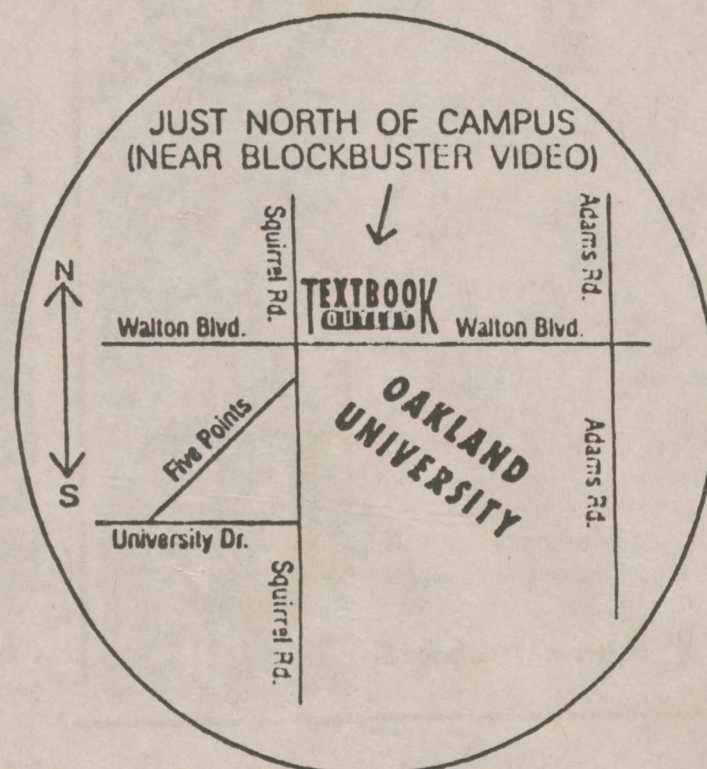 JUST NORTH OF CAMPUS
(NEAR BLOCKBUSTER VIDEO)
Squirrel Rd.
Adams Rd.
N
TEXTBOOK
OUTLET
Walton Blvd.
Walton Blvd.
OAKLAND
UNIVERSITY
Five Points
Adams Rd.
S
University Dr.
Squirrel Rd.